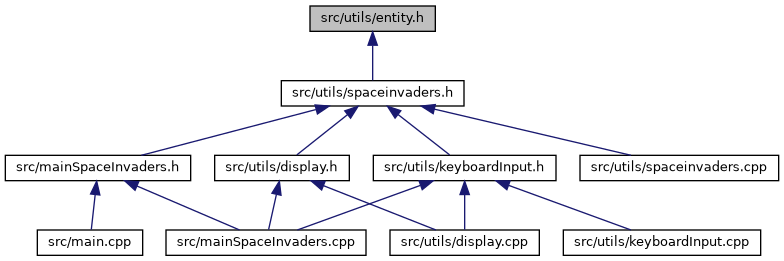 src/utils/entity.h
src/utils/spaceinvaders.h
src/mainSpaceInvaders.h
src/utils/display.h
src/utils/keyboardInput.h
src/utils/spaceinvaders.cpp
src/main.cpp
src/mainSpaceInvaders.cpp
src/utils/display.cpp
src/utils/keyboardInput.cpp